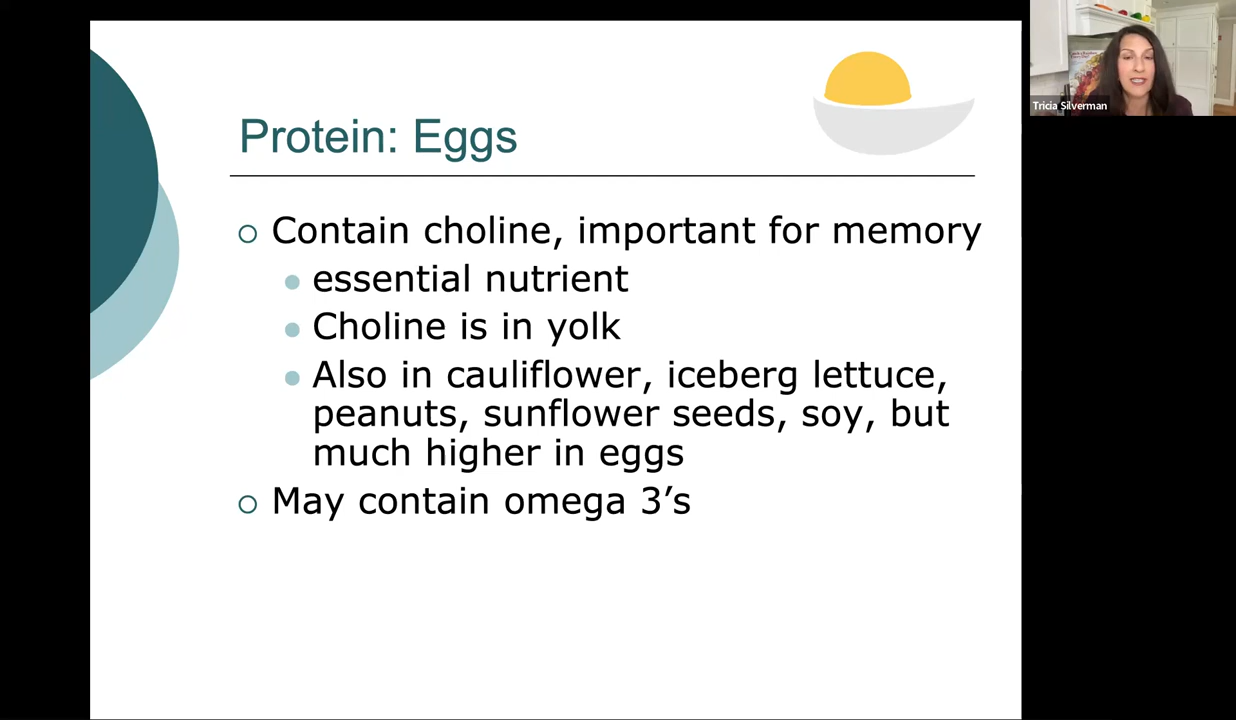 Protein: Eggs
Contain choline, important for memory
essential nutrient
Choline is in yolk
Also in cauliflower, iceberg lettuce,
peanuts, sunflower seeds, soy, but
much higher in eggs
May contain omega 3’s
Tricia Silverman